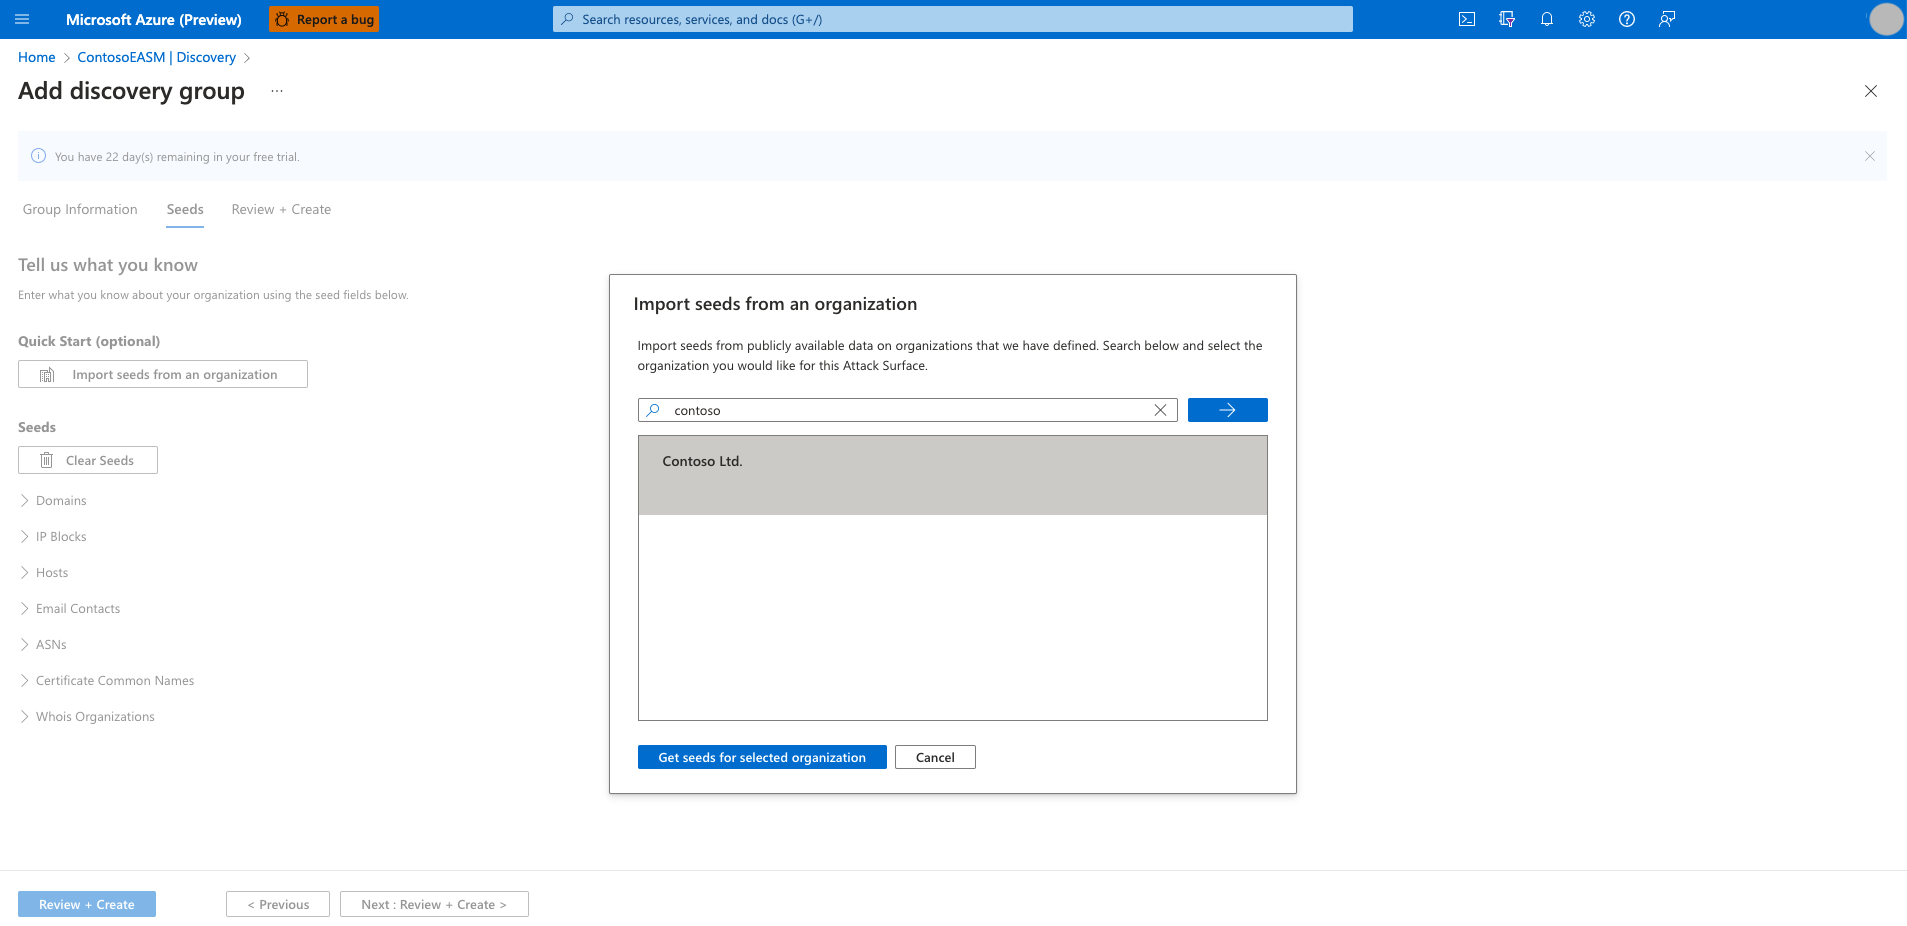 Microsoft Azure (Preview)
Report a bug
Search resources, services, and docs (G+/)
Home > ContosoEASM | Discovery >
Add discovery group ...
You have 22 day(s) remaining in your free trial.
Group Information Seeds Review + Create
Tell us what you know
Enter what you know about your organization using the seed fields below.
Quick Start (optional)
Import seeds from an organization
Seeds
Clear Seeds
Domains
IP Blocks
Hosts
Email Contacts
ASNs
Certificate Common Names
Whois Organizations
Import seeds from an organization
Import seeds from publicly available data on organizations that we have defined. Search below and select the
organization you would like for this Attack Surface.
contoso
Contoso Ltd.
Get seeds for selected organization
Cancel
Review + Create
< Previous
Next : Review + Create >